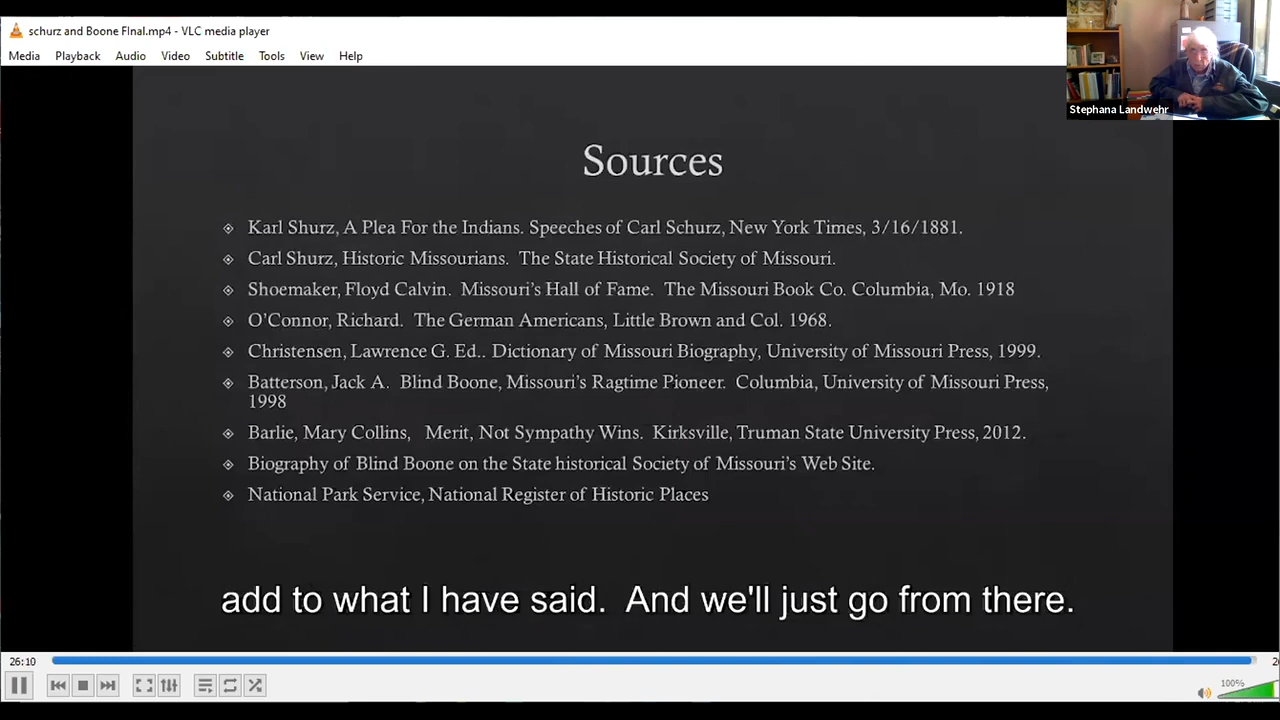 schurz and Boone FInal.mp4 - VLC media player
Media Playback Audio Video Subtitle Tools View Help
Stephana Landwehr
Sources
Karl Shurz, A Plea For the Indians. Speeches of Carl Schurz, New York Times, 3/16/1881.
Carl Shurz, Historic Missourians. The State Historical Society of Missouri.
Shoemaker, Floyd Calvin. Missouri's Hall of Fame. The Missouri Book Co. Columbia, Mo. 1918
O'Connor, Richard. The German Americans, Little Brown and Col. 1968.
Christensen, Lawrence G. Ed.. Dictionary of Missouri Biography, University of Missouri Press, 1999.
Batterson, Jack A. Blind Boone, Missouri's Ragtime Pioneer. Columbia, University of Missouri Press,
1998
Barlie, Mary Collins, Merit, Not Sympathy Wins. Kirksville, Truman State University Press, 2012.
Biography of Blind Boone on the State historical Society of Missouri's Web Site.
National Park Service, National Register of Historic Places
add to what I have said. And we'll just go from there.
26:10
100%